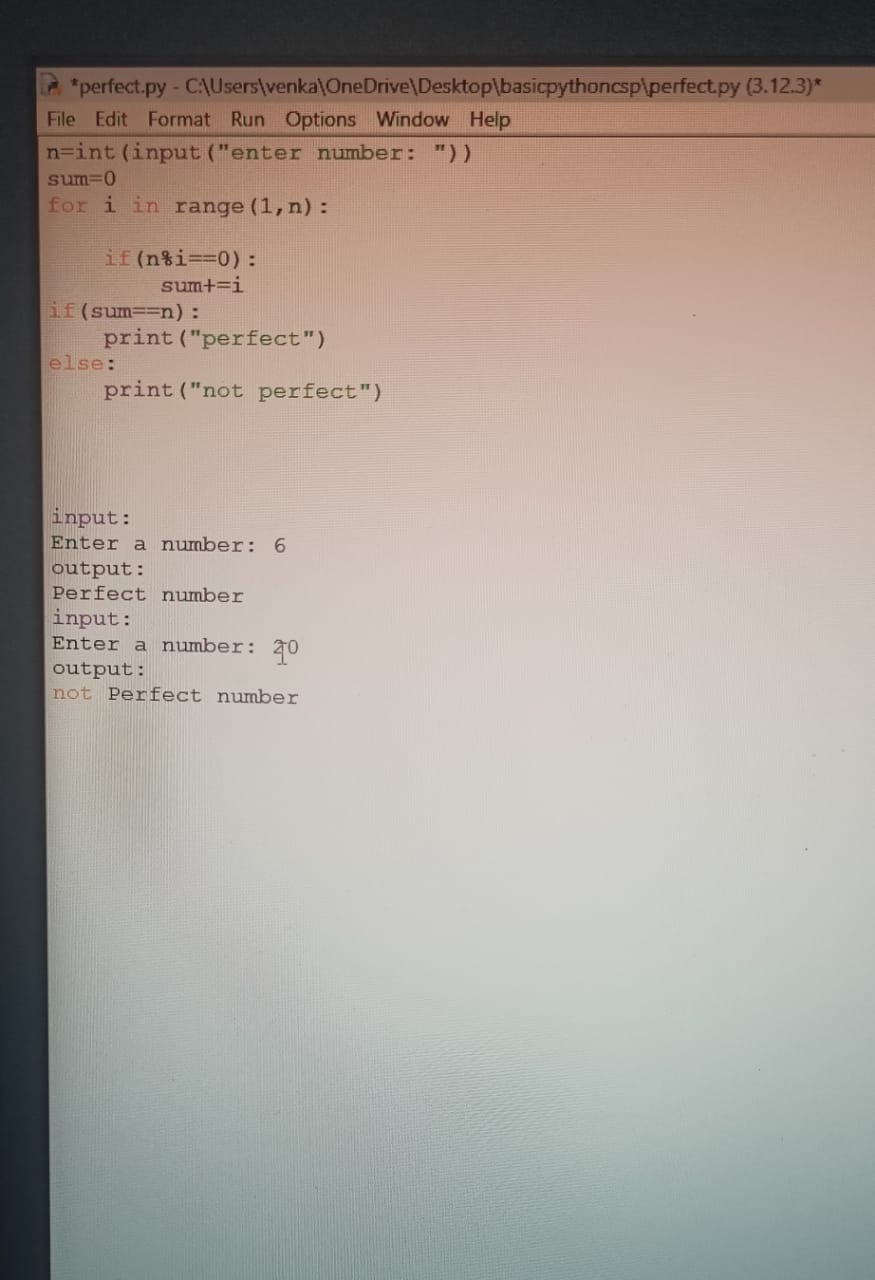 *perfect.py - C:\Users\venka\OneDrive\Desktop\basicpythoncsp\perfect.py (3.12.3)*
File Edit Format Run Options Window Help
n=int(input("enter number: "))
sum=0
for i in range(1,n):
if(n%i==0):
sum+=i
if(sum==n):
print("perfect")
else:
print("not perfect")
input:
Enter a number: 6
output:
Perfect number
input:
Enter a number: 20
output:
not Perfect number